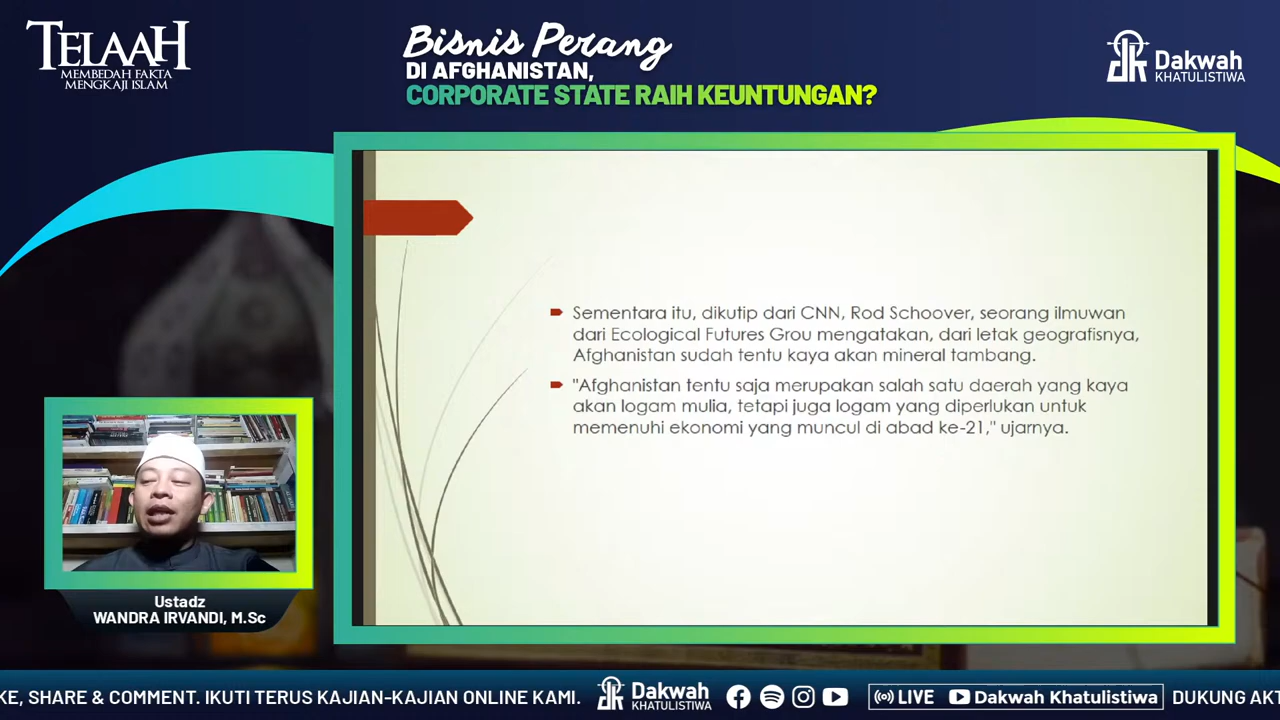 TELAAH
MEMBEDAH FAKTA
MENGKAJI ISLAM
Bisnis Perang
DI AFGHANISTAN,
CORPORATE STATE RAIH KEUNTUNGAN?
Dakwah
KHATULISTIWA
Sementara itu, dikutip dari CNN, Rod Schoover, seorang ilmuwan
dari Ecological Futures Grou mengatakan, dari letak geografisnya,
Afghanistan sudah tentu kaya akan mineral tambang.
"Afghanistan tentu saja merupakan salah satu daerah yang kaya
akan logam mulia, tetapi juga logam yang diperlukan untuk
memenuhi ekonomi yang muncul di abad ke-21," ujarnya.
Ustadz
WANDRA IRVANDI, M.Sc
KE, SHARE & COMMENT. IKUTI TERUS KAJIAN-KAJIAN ONLINE KAMI.
Dakwah
KHATULISTIWA
LIVE
Dakwah Khatulistiwa
DUKUNG AKT